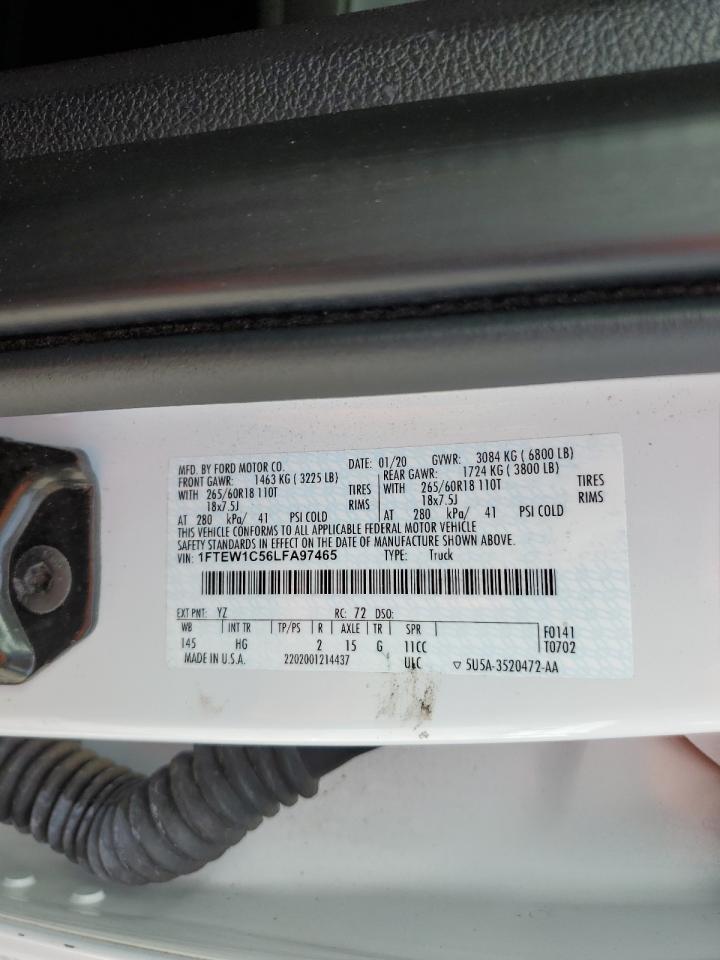 MFD. BY FORD MOTOR CO. DATE: 01/20 GVWR: 3084 KG ( 6800 LB)
FRONT GAWR: 1463 KG ( 3225 LB) REAR GAWR: 1724 KG ( 3800 LB)
WITH 265/60R18 110T TIRES WITH 265/60R18 110T TIRES
18x7.5J RIMS 18x7.5J RIMS
AT 280 kPa/ 41 PSI COLD AT 280 kPa/ 41 PSI COLD
THIS VEHICLE CONFORMS TO ALL APPLICABLE FEDERAL MOTOR VEHICLE
SAFETY STANDARDS IN EFFECT ON THE DATE OF MANUFACTURE SHOWN ABOVE.
VIN: 1FTEW1C56LFA97465 TYPE: Truck
EXT PNT: YZ RC: 72 DSO:
WB INT TR TP/PS R AXLE TR SPR F0141
145 HG 2 15 G 11CC T0702
MADE IN U.S.A. 2202001214437 ULC ▽ 5U5A-3520472-AA